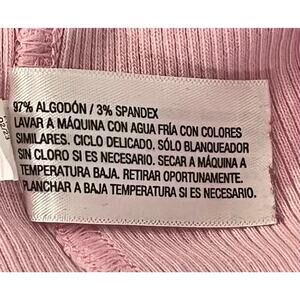 97% ALGODÓN / 3% SPANDEX
LAVAR A MÁQUINA CON AGUA FRÍA CON COLORES
SIMILARES. CICLO DELICADO. SÓLO BLANQUEADOR
SIN CLORO SI ES NECESARIO. SECAR A MÁQUINA A
TEMPERATURA BAJA. RETIRAR OPORTUNAMENTE.
PLANCHAR A BAJA TEMPERATURA SI ES NECESARIO.